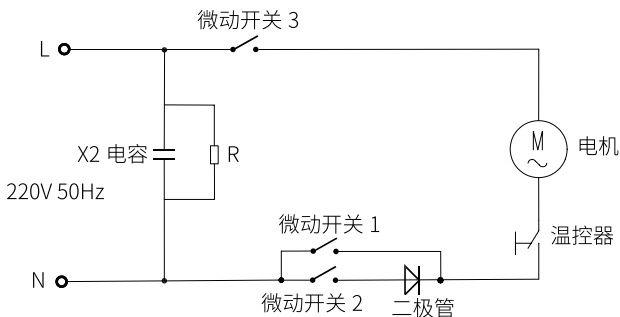 微动开关 3
L
X2 电容
R
M
电机
220V 50Hz
微动开关 1
温控器
N
微动开关 2
二极管